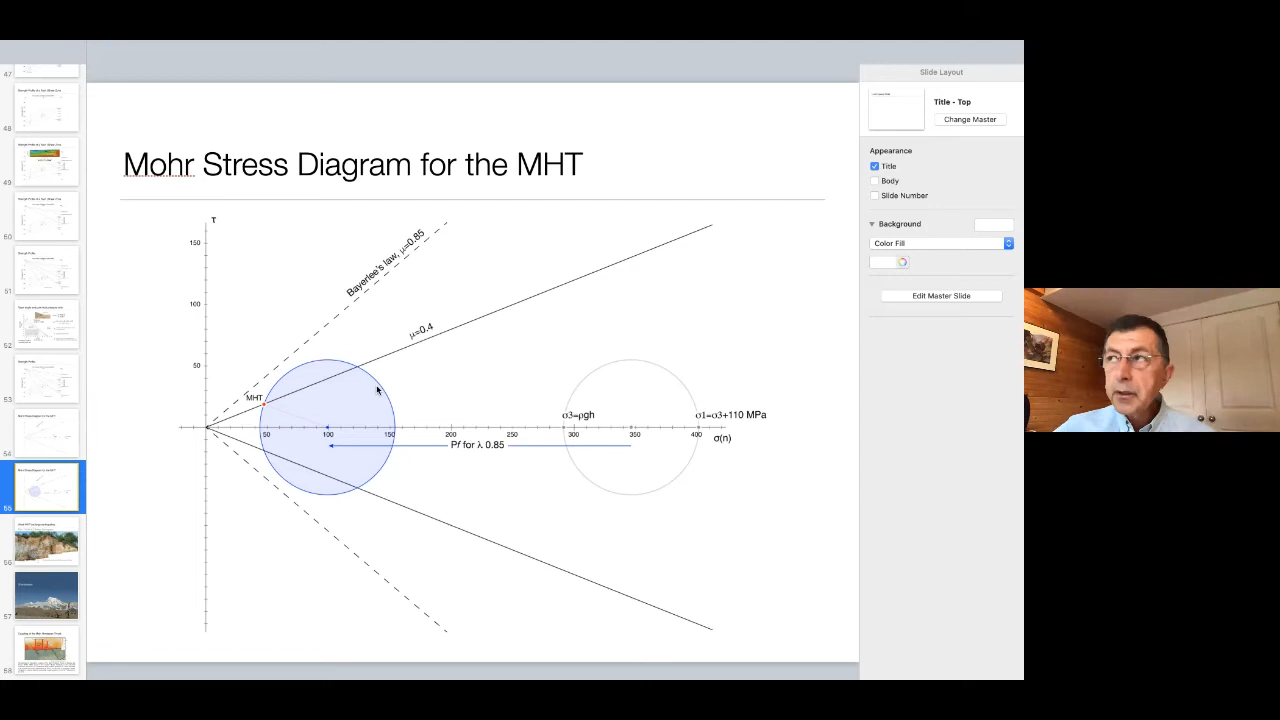 47
48
49
50
51
52
53
54
55
56
57
58
Mohr Stress Diagram for the MHT
τ
150
100
50
Bayerlee's law, μ=0.85
μ=0.4
MHT
σ3=ρgh
σ1=σ3+110 MPa
50
100
150
200
250
300
350
400
σ(n)
Pf for λ 0.85
Slide Layout
Title - Top
Change Master
Appearance
Title
Body
Slide Number
Background
Color Fill
Edit Master Slide